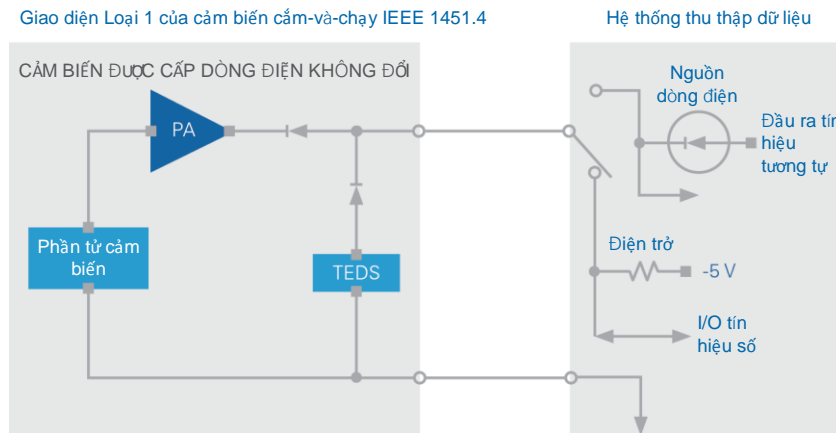 Giao diện Loại 1 của cảm biến cắm-và-chạy IEEE 1451.4
Hệ thống thu thập dữ liệu
CẢM BIẾN ĐƯỢC CẤP DÒNG ĐIỆN KHÔNG ĐỔI
Nguồn
dòng điện
PA
Đầu ra tín
hiệu
tương tự
Phần tử cảm
biến
TEDS
Điện trở
-5 V
I/O tín
hiệu số